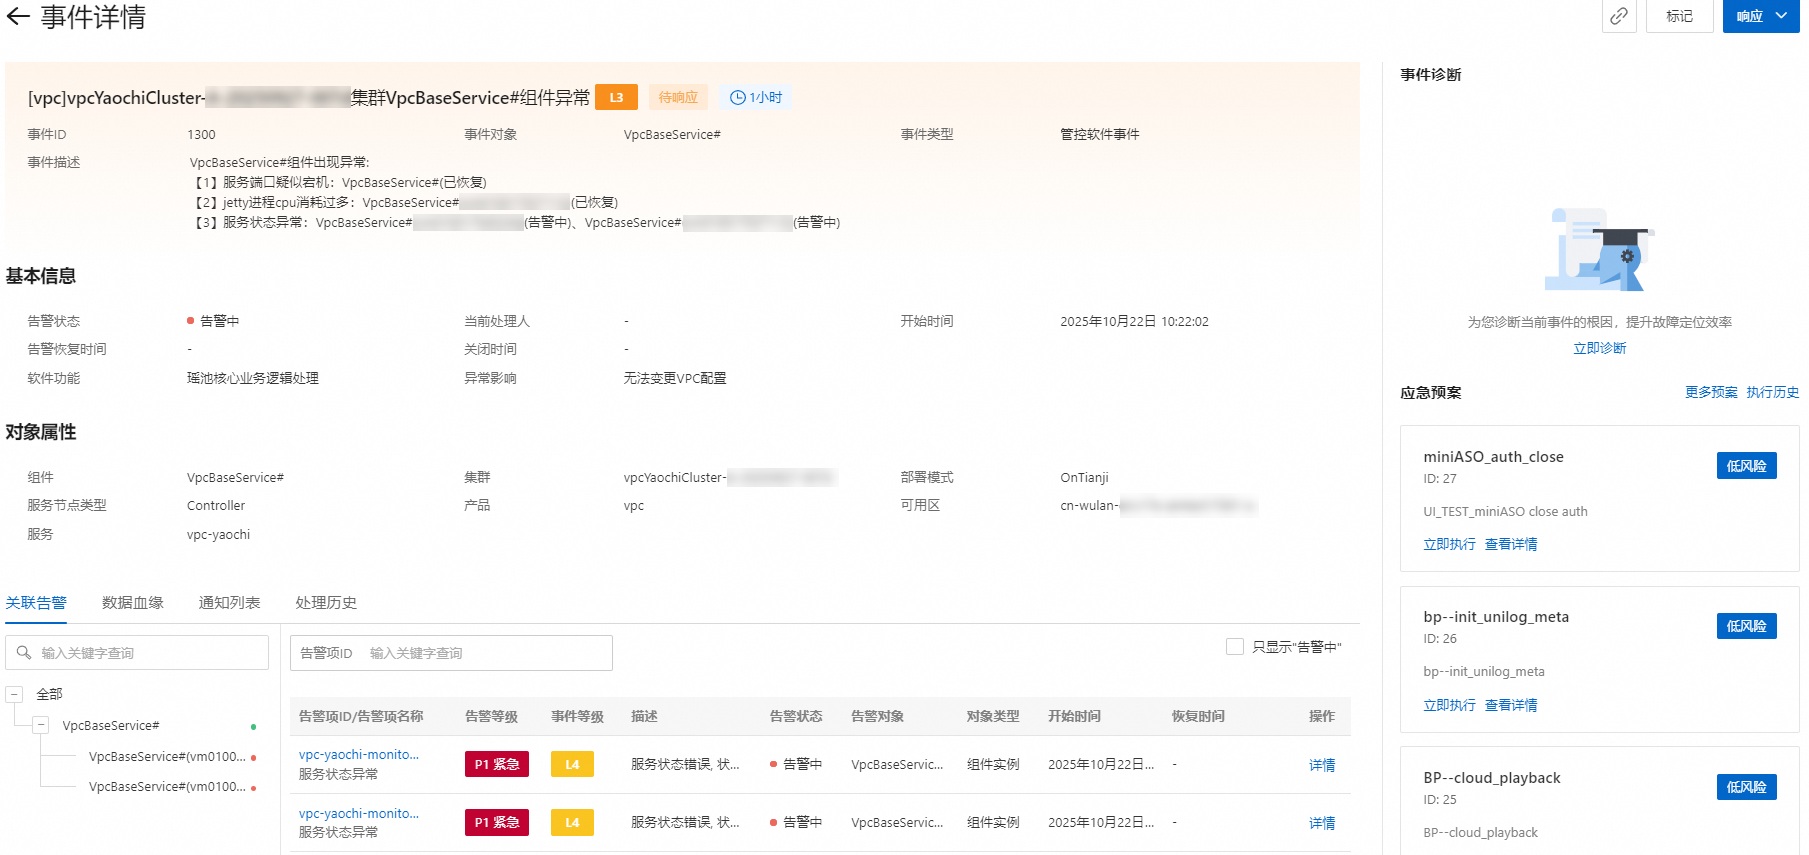 事件详情
标记
响应
[vpc]vpcYaochiCluster- 集群VpcBaseService#组件异常 L3 待响应 1小时
事件ID 1300 事件对象 VpcBaseService# 事件类型 管控软件事件
事件描述 VpcBaseService#组件出现异常:
【1】服务端口疑似宕机：VpcBaseService#(已恢复)
【2】jetty进程cpu消耗过多：VpcBaseService# (已恢复)
【3】服务状态异常：VpcBaseService# (告警中)、VpcBaseService# (告警中)
基本信息
告警状态 告警中 当前处理人 - 开始时间 2025年10月22日 10:22:02
告警恢复时间 - 关闭时间 -
软件功能 瑶池核心业务逻辑处理 异常影响 无法变更VPC配置
对象属性
组件 VpcBaseService# 集群 vpcYaochiCluster- 部署模式 OnTianji
服务节点类型 Controller 产品 vpc 可用区 cn-wulan-
服务 vpc-yaochi
关联告警 数据血缘 通知列表 处理历史
输入关键字查询
全部
VpcBaseService#
VpcBaseService#(vm0100...
VpcBaseService#(vm0100...
告警项ID 输入关键字查询
只显示"告警中"
告警项ID/告警项名称 告警等级 事件等级 描述 告警状态 告警对象 对象类型 开始时间 恢复时间 操作
vpc-yaochi-monito... P1 紧急 L4 服务状态错误, 状... 告警中 VpcBaseServic... 组件实例 2025年10月22日... - 详情
服务状态异常
vpc-yaochi-monito... P1 紧急 L4 服务状态错误, 状... 告警中 VpcBaseServic... 组件实例 2025年10月22日... - 详情
服务状态异常
事件诊断
为您诊断当前事件的根因，提升故障定位效率
立即诊断
应急预案 更多预案 执行历史
miniASO_auth_close 低风险
ID: 27
UI_TEST_miniASO close auth
立即执行 查看详情
bp--init_unilog_meta 低风险
ID: 26
bp--init_unilog_meta
立即执行 查看详情
BP--cloud_playback 低风险
ID: 25
BP--cloud_playback